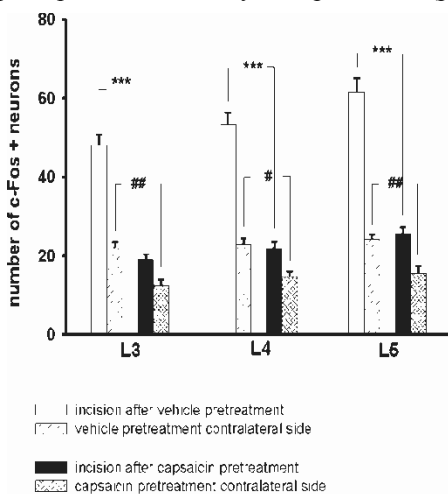 80
60
40
20
0
number of c-Fos + neurons
***
***
***
##
#
##
L3
L4
L5
incision after vehicle pretreatment
vehicle pretreatment contralateral side
incision after capsaicin pretreatment
capsaicin pretreatment contralateral side